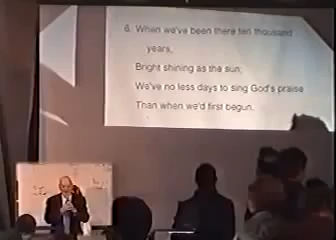 6. When we've been there ten thousand
years,
Bright shining as the sun;
We've no less days to sing God's praise
Than when we'd first begun.